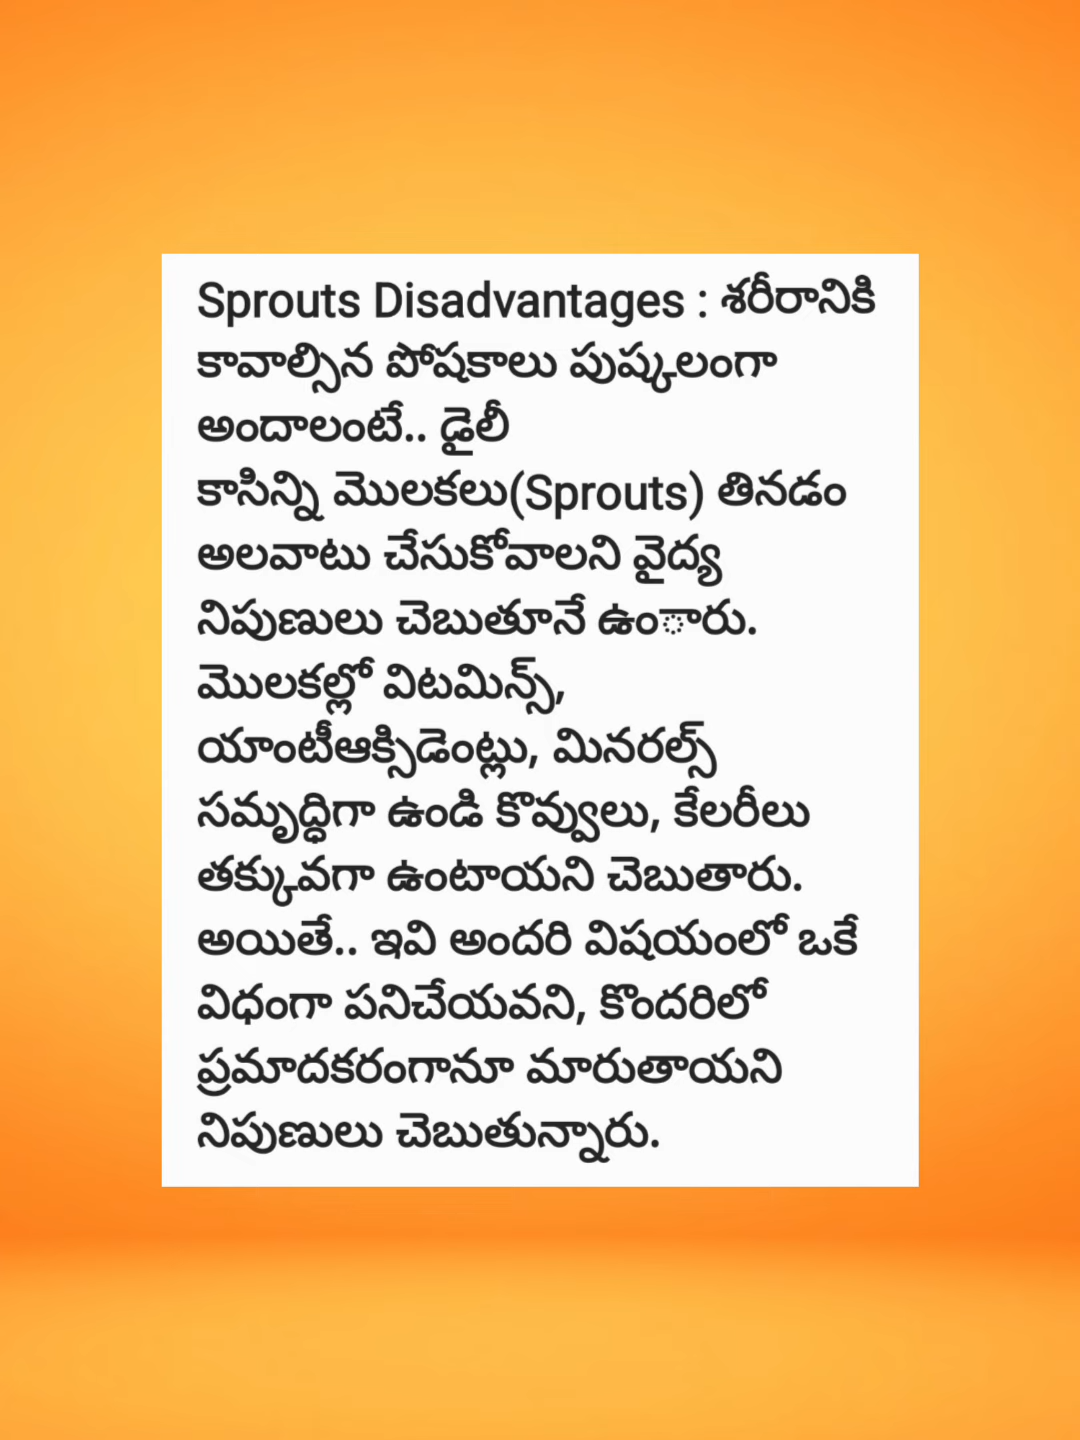 Sprouts Disadvantages : శరీరానికి
కావాల్సిన పోషకాలు పుష్కలంగా
అందాలంటే.. డైలీ
కాసిన్ని మొలకలు(Sprouts) తినడం
అలవాటు చేసుకోవాలని వైద్య
నిపుణులు చెబుతూనే ఉంారు.
మొలకల్లో విటమిన్స్,
యాంటీఆక్సిడెంట్లు, మినరల్స్
సమృద్ధిగా ఉండి కొవ్వులు, కేలరీలు
తక్కువగా ఉంటాయని చెబుతారు.
అయితే.. ఇవి అందరి విషయంలో ఒకే
విధంగా పనిచేయవని, కొందరిలో
ప్రమాదకరంగానూ మారుతాయని
నిపుణులు చెబుతున్నారు.